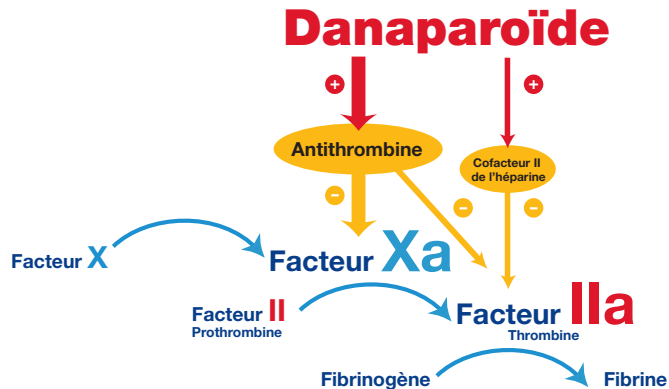 Danaparoïde
+
+
Antithrombine
Cofacteur II
de l'héparine
−
−
−
Facteur X
Facteur Xa
Facteur II
Prothrombine
Facteur IIa
Thrombine
Fibrinogène
Fibrine